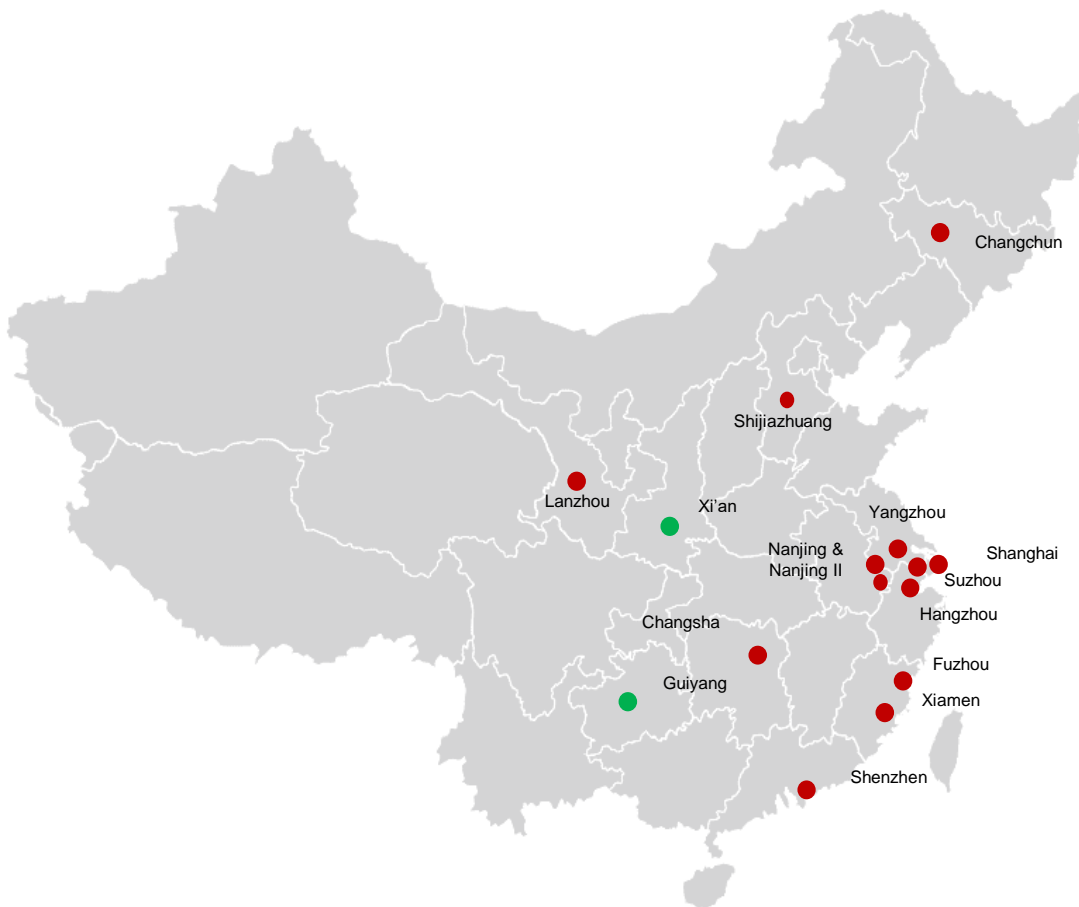 Changchun
Shijiazhuang
Lanzhou
Xi'an
Yangzhou
Nanjing &
Nanjing II
Shanghai
Suzhou
Hangzhou
Changsha
Guiyang
Fuzhou
Xiamen
Shenzhen